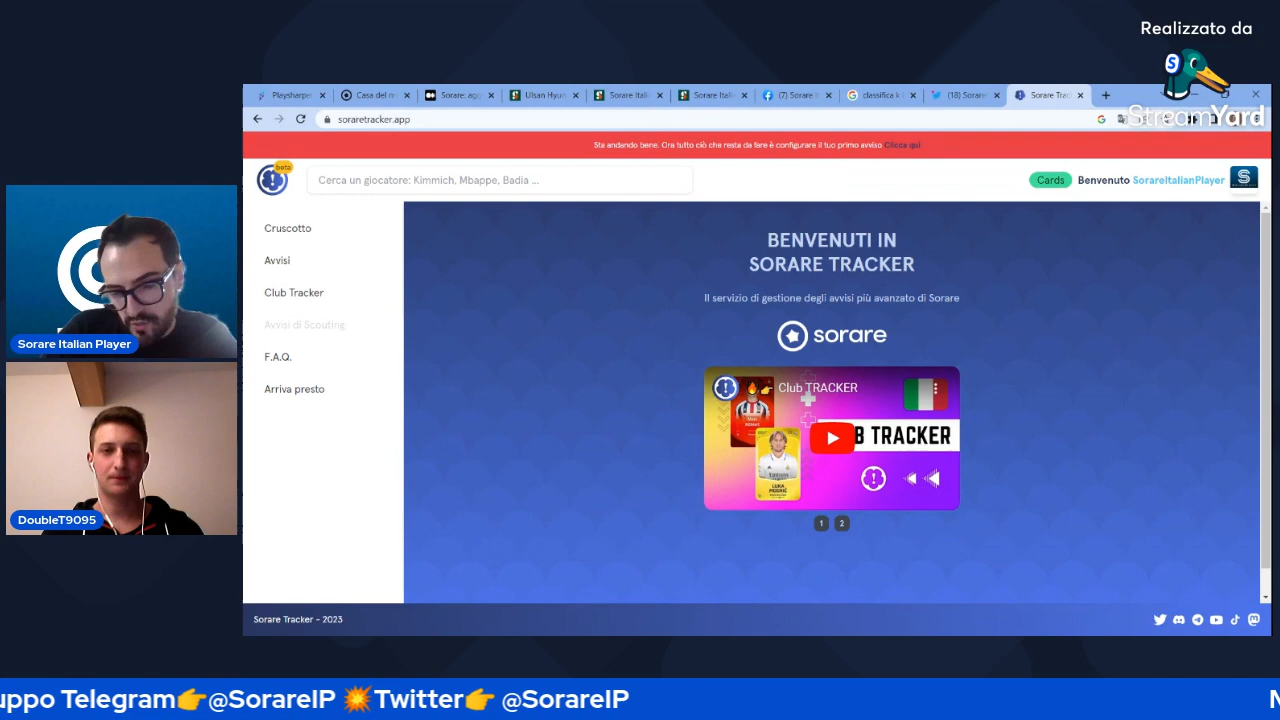 Realizzato da
S
StreamYard
Playsharpe
Casa del m
Sorare: agg
Ulsan Hyun
Sorare Itali
Sorare Itali
(7) Sorare It
classifica k l
(18) Sorare
Sorare Trac
soraretracker.app
Sta andando bene. Ora tutto ciò che resta da fare è configurare il tuo primo avviso Clicca qui
beta
Cerca un giocatore: Kimmich, Mbappe, Badia ...
Cards
Benvenuto SorareItalianPlayer
S
Cruscotto
Avvisi
Club Tracker
Avvisi di Scouting
F.A.Q.
Arriva presto
BENVENUTI IN
SORARE TRACKER
Il servizio di gestione degli avvisi più avanzato di Sorare
sorare
Club TRACKER
B TRACKER
LUKA
MODRIĆ
1
2
Sorare Italian Player
DoubleT9095
Sorare Tracker - 2023
uppo Telegram👉@SorareIP 💥Twitter👉 @SorareIP